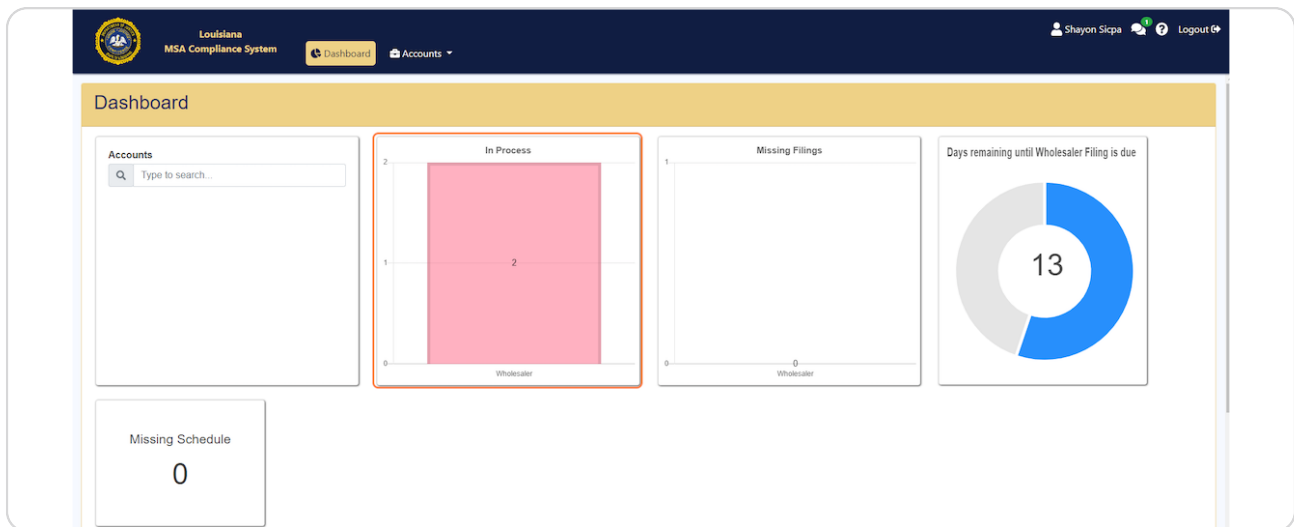 Louisiana
MSA Compliance System
Dashboard
Accounts
Shayon Sicpa
1
Logout
Dashboard
Accounts
Type to search...
In Process
2
1
0
2
Wholesaler
Missing Filings
1
0
0
Wholesaler
Days remaining until Wholesaler Filing is due
13
Missing Schedule
0